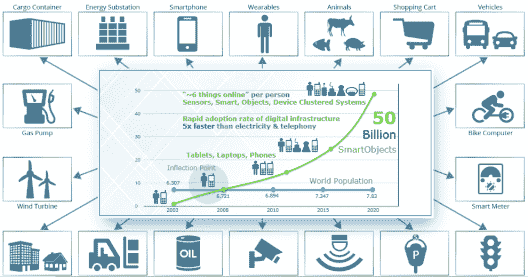 Cargo Container
Energy Substation
Smartphone
Wearables
Animals
Shopping Cart
Vehicles
Gas Pump
Bike Computer
Wind Turbine
Smart Meter
50
40
30
20
10
0
"~6 things online" per person
Sensors, Smart, Objects, Device Clustered Systems
Rapid adoption rate of digital infrastructure
5x faster than electricity & telephony
50
Billion
SmartObjects
Tablets, Laptops, Phones
Inflection Point
World Population
6.307
6.721
6.894
7.347
7.83
2003
2008
2010
2015
2020
OIL
P